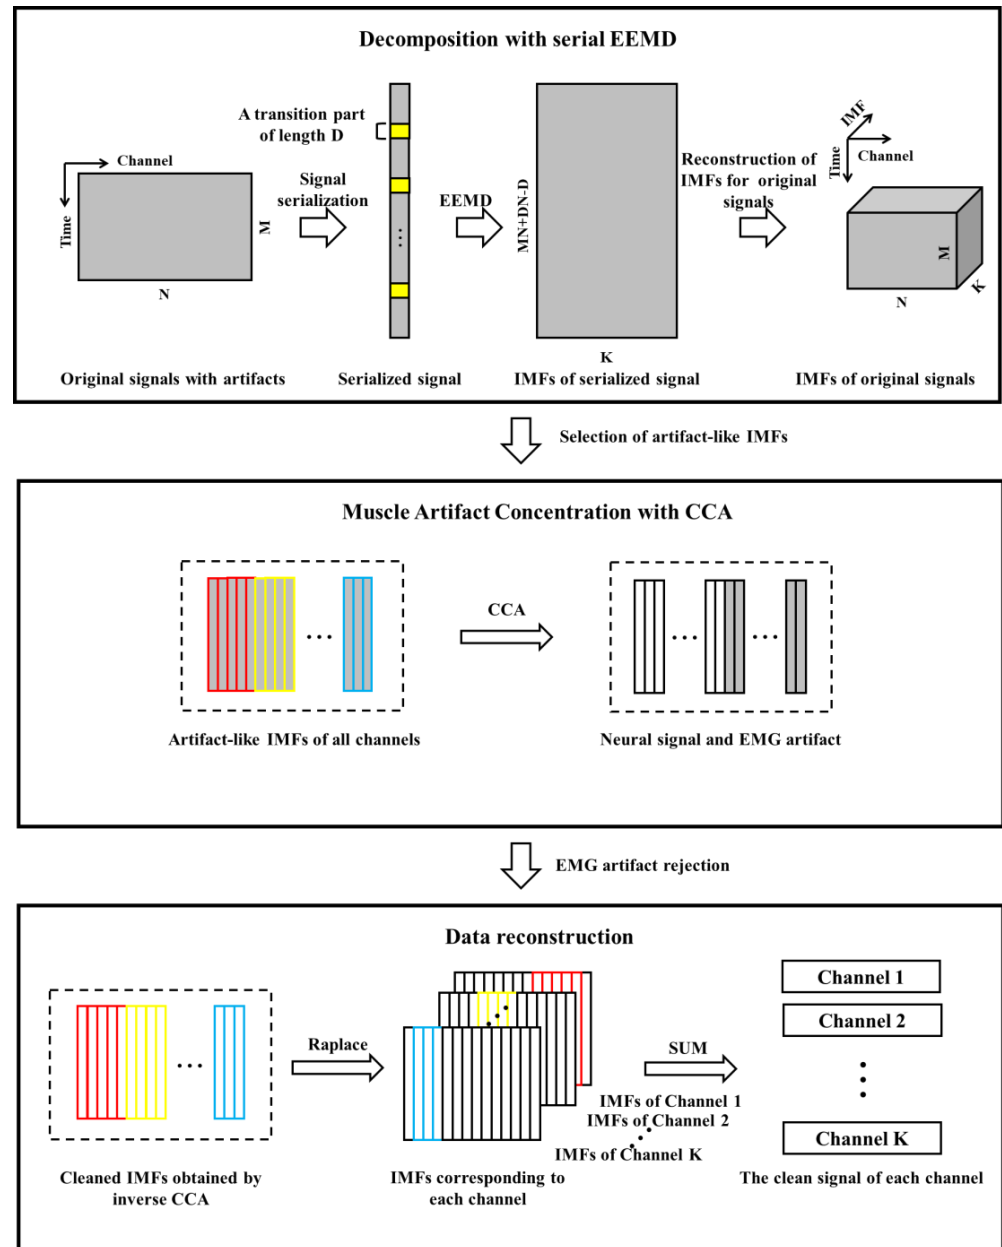 Decomposition with serial EEMD
A transition part
of length D
Channel
Time
M
N
Signal
serialization
...
EEMD
MN+DN-D
K
Reconstruction of
IMFs for original
signals
IMF
Channel
Time
M
N
K
Original signals with artifacts
Serialized signal
IMFs of serialized signal
IMFs of original signals
Selection of artifact-like IMFs
Muscle Artifact Concentration with CCA
...
CCA
...
...
Artifact-like IMFs of all channels
Neural signal and EMG artifact
EMG artifact rejection
Data reconstruction
...
Raplace
...
SUM
IMFs of Channel 1
IMFs of Channel 2
...
IMFs of Channel K
Channel 1
Channel 2
...
Channel K
Cleaned IMFs obtained by
inverse CCA
IMFs corresponding to
each channel
The clean signal of each channel